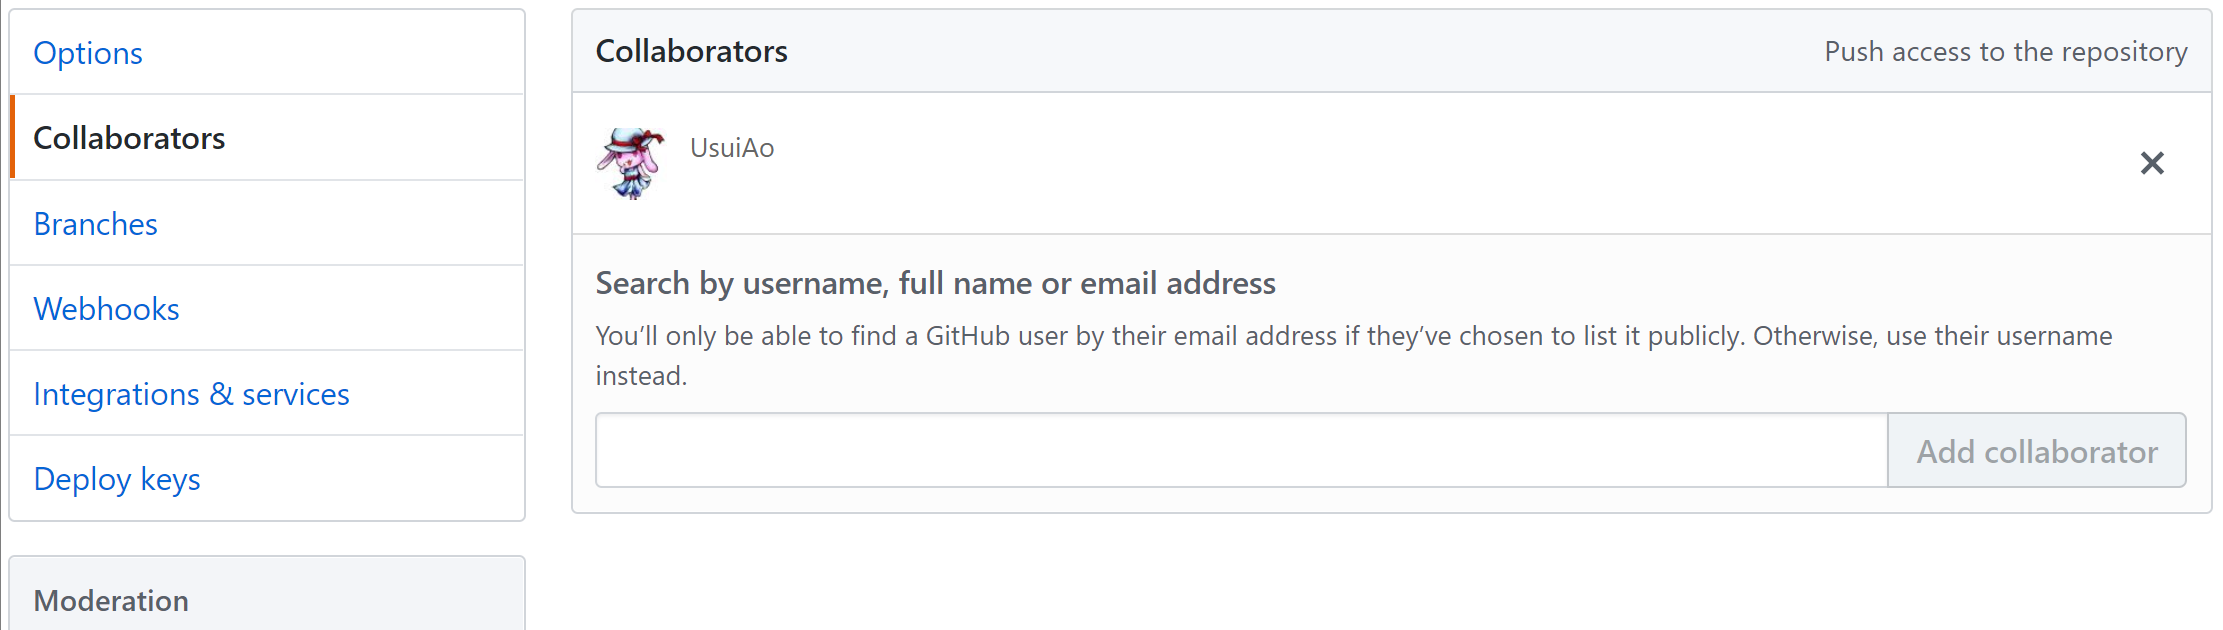 Options
Collaborators
Branches
Webhooks
Integrations & services
Deploy keys
Moderation
Collaborators
Push access to the repository
UsuiAo
Search by username, full name or email address
You’ll only be able to find a GitHub user by their email address if they’ve chosen to list it publicly. Otherwise, use their username
instead.
Add collaborator